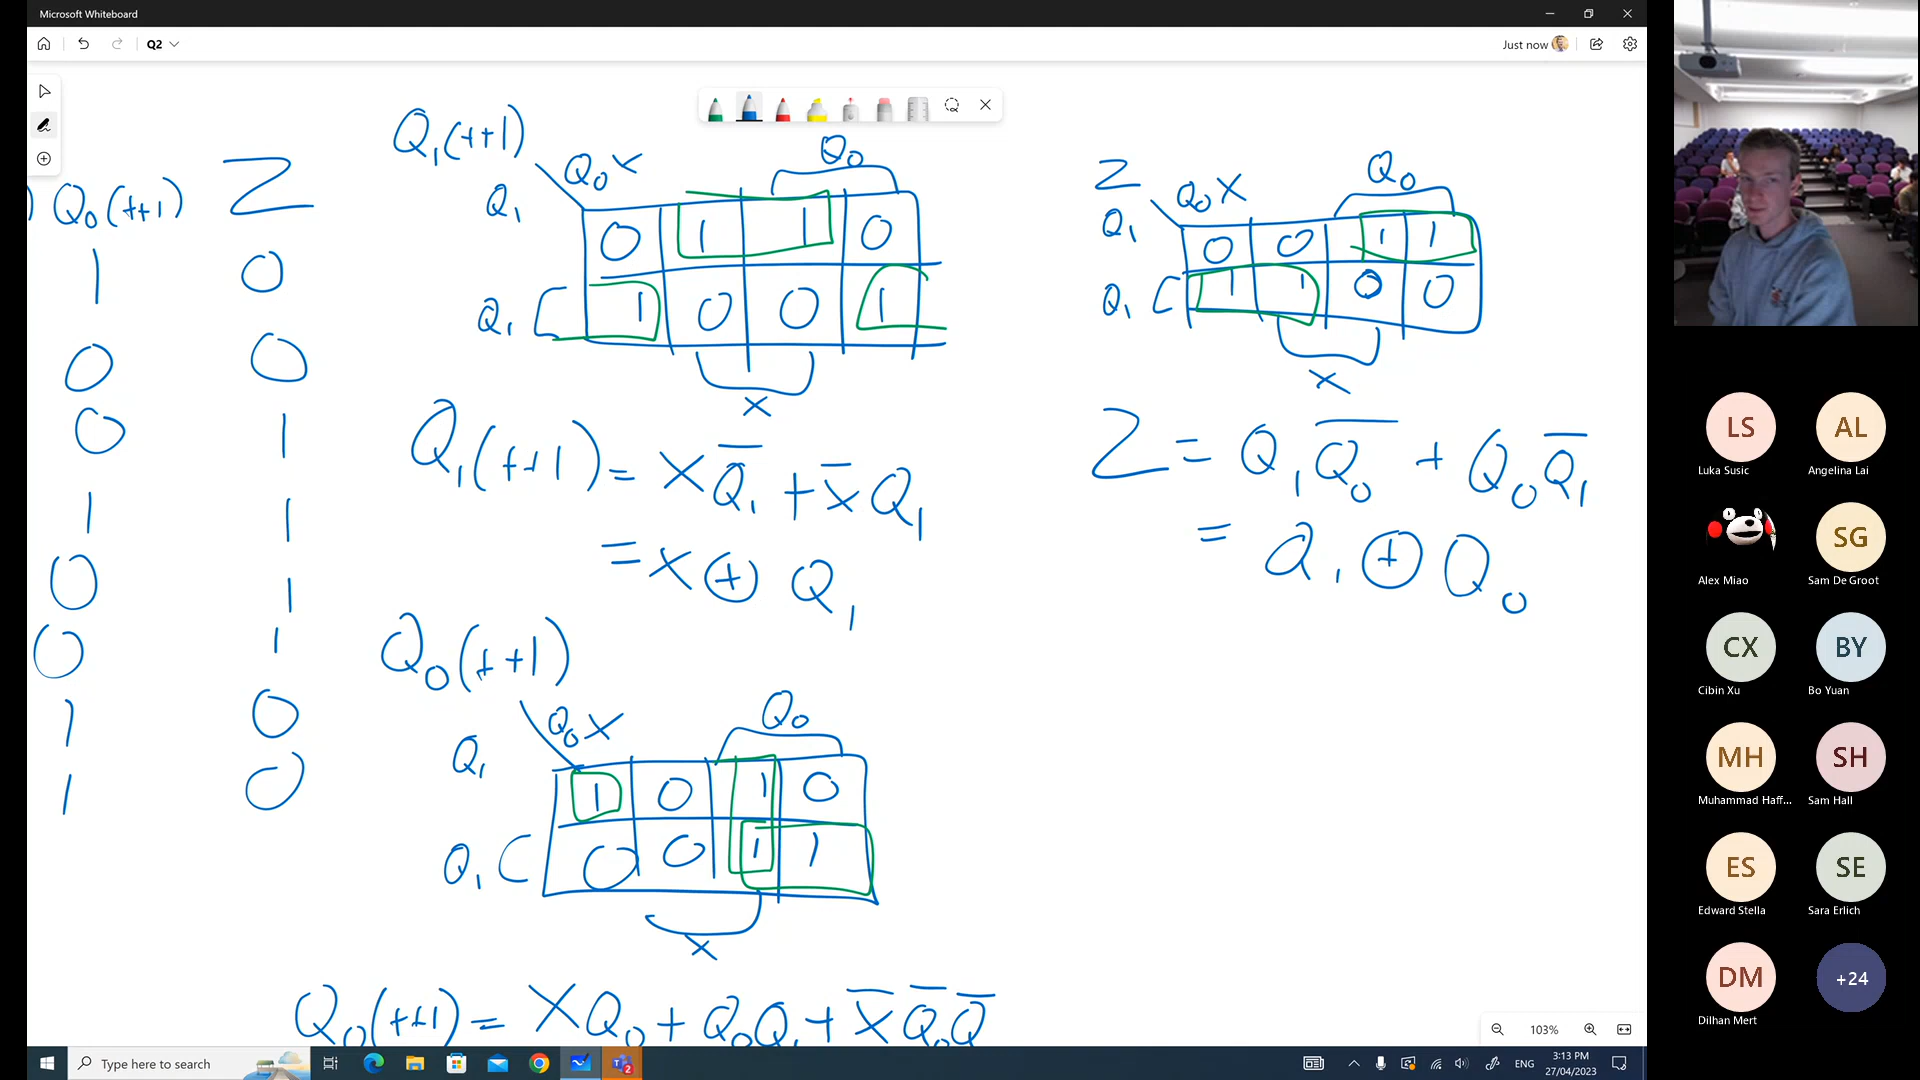 Microsoft Whiteboard
Q2
Just now
) Q₀(t+1) Z
1 0
0 0
0 1
1 1
0 1
0 1
1 0
1 0
Q₁(t+1)
Q₀X Q₀
Q₁ 0 1 1 0
Q₁ 1 0 0 1
X
Q₁(t+1) = XQ̅₁ + X̅Q₁
= X ⊕ Q₁
Q₀(t+1)
Q₀X Q₀
Q₁ 1 0 1 0
Q₁ 0 0 1 1
X
Q₀(t+1) = XQ₀ + Q₀Q₁ + X̅ Q̅₀ Q̅
Z
Q₀X Q₀
Q₁ 0 0 1 1
Q₁ 1 1 0 0
X
Z = Q₁Q̅₀ + Q₀Q̅₁
= Q₁ ⊕ Q₀
103%
LS AL
Luka Susic Angelina Lai
SG
Alex Miao Sam De Groot
CX BY
Cibin Xu Bo Yuan
MH SH
Muhammad Haff... Sam Hall
ES SE
Edward Stella Sara Erlich
DM +24
Dilhan Mert
Type here to search
2
ENG
3:13 PM
27/04/2023